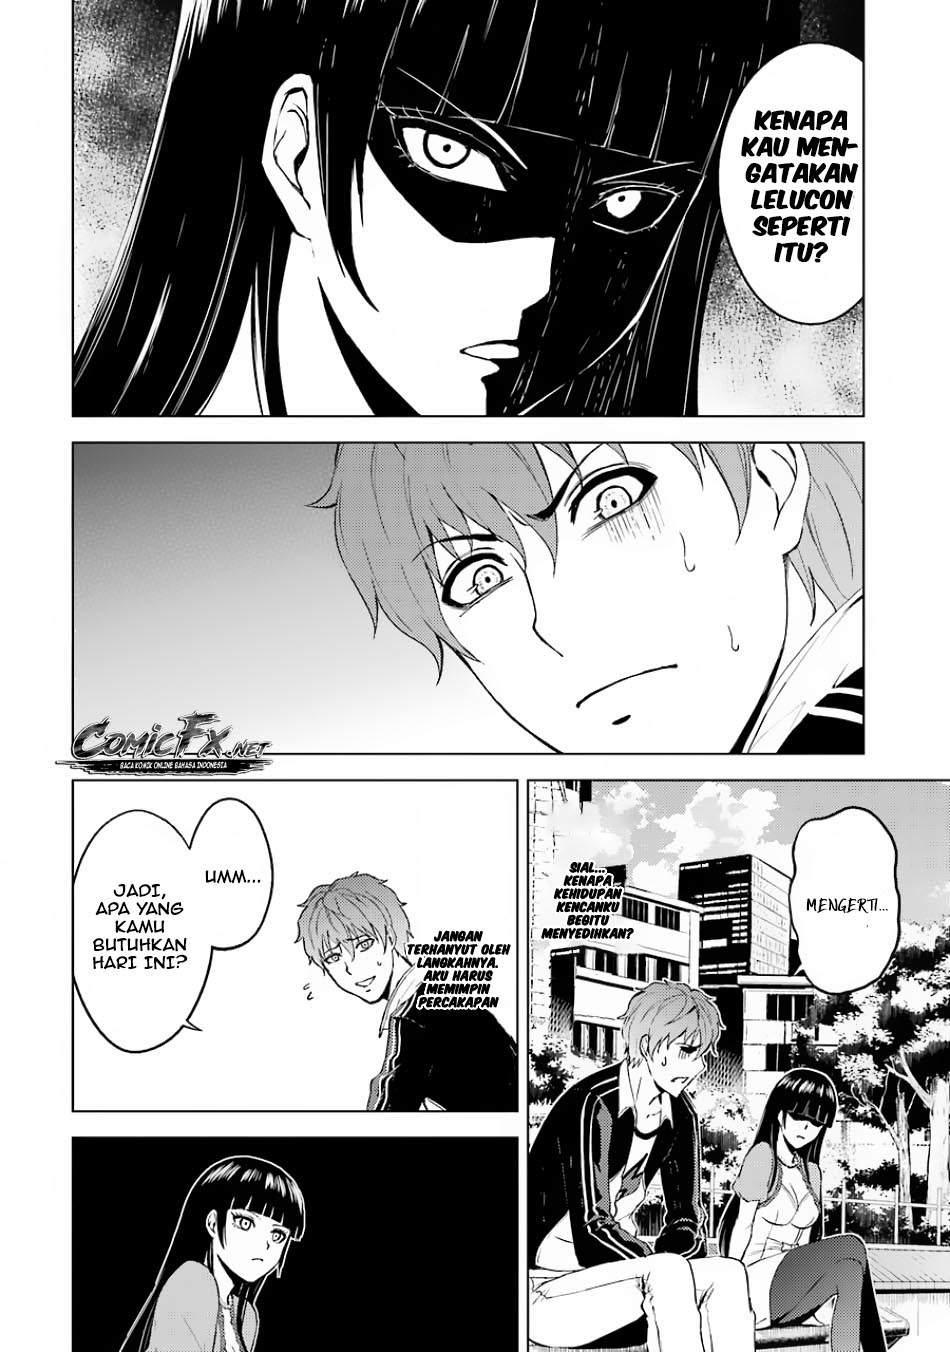 KENAPA
KAU MEN-
GATAKAN
LELUCON
SEPERTI
ITU?
COMICFX.NET
BACA KOMIK ONLINE BAHASA INDONESIA
MENGERTI...
SIAL...
KENAPA
KEHIDUPAN
KENCANKU
BEGITU
MENYEDIHKAN?
UMM...
JADI,
APA YANG
KAMU
BUTUHKAN
HARI INI?
JANGAN
TERHANYUT OLEH
LANGKAHNYA.
AKU HARUS
MEMIMPIN
PERCAKAPAN